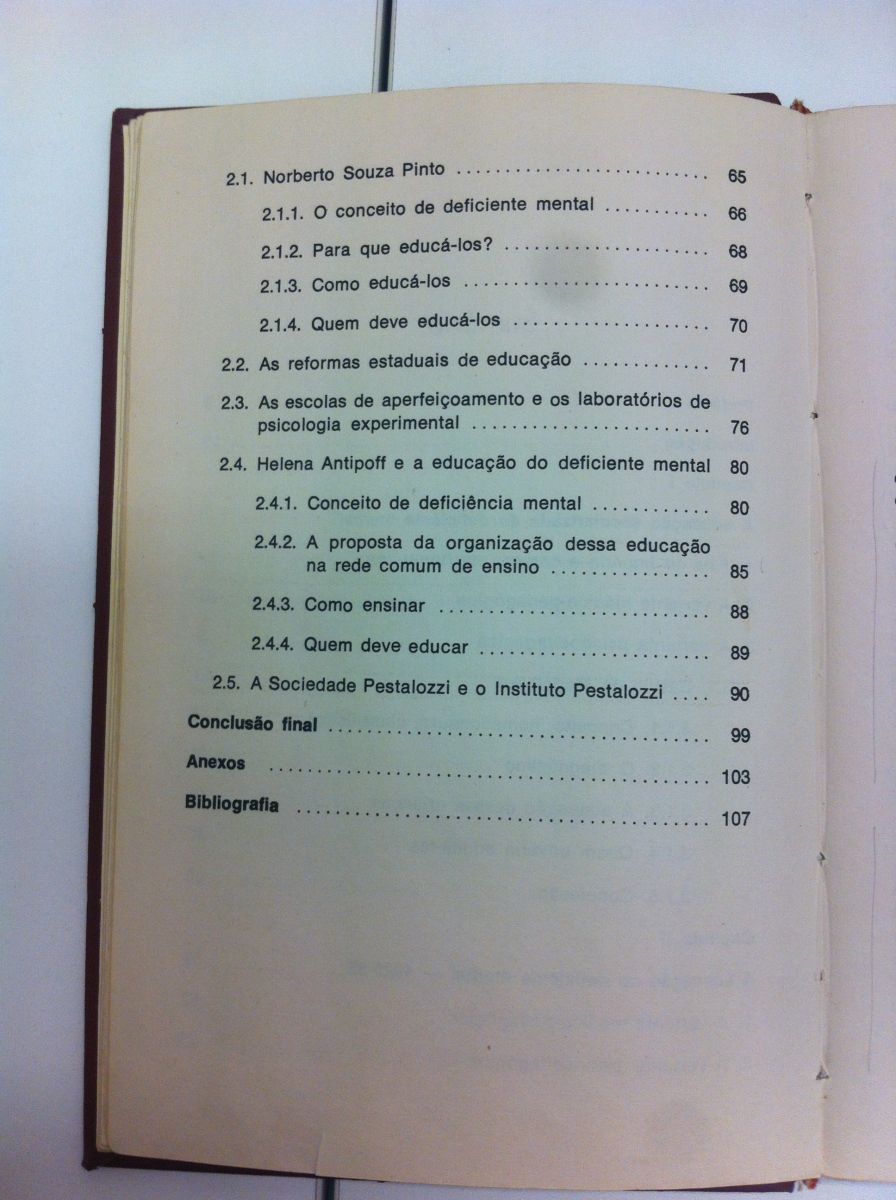 2.1. Norberto Souza Pinto .......................... 65
2.1.1. O conceito de deficiente mental ........... 66
2.1.2. Para que educá-los? ..................... 68
2.1.3. Como educá-los .......................... 69
2.1.4. Quem deve educá-los ..................... 70
2.2. As reformas estaduais de educação ............. 71
2.3. As escolas de aperfeiçoamento e os laboratórios de
psicologia experimental ......................... 76
2.4. Helena Antipoff e a educação do deficiente mental 80
2.4.1. Conceito de deficiência mental ............ 80
2.4.2. A proposta da organização dessa educação
na rede comum de ensino ................. 85
2.4.3. Como ensinar ............................ 88
2.4.4. Quem deve educar ........................ 89
2.5. A Sociedade Pestalozzi e o Instituto Pestalozzi .... 90
Conclusão final ........................................ 99
Anexos .............................................. 103
Bibliografia ........................................... 107